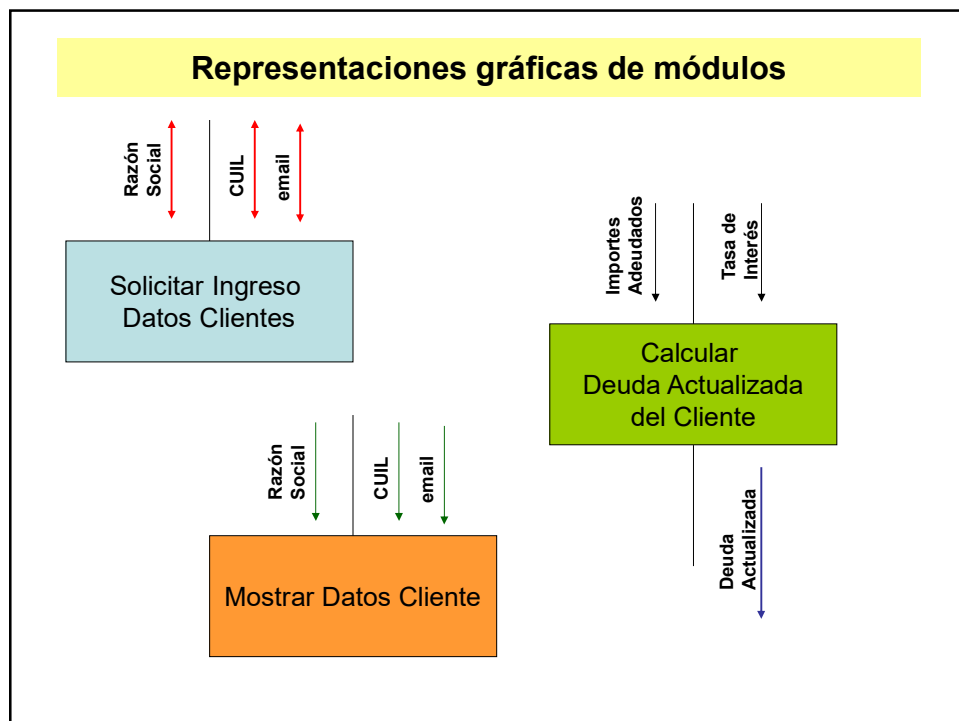 Representaciones gráficas de módulos
Razón
Social
CUIL
email
Solicitar Ingreso
Datos Clientes
Importes
Adeudados
Tasa de
Interés
Calcular
Deuda Actualizada
del Cliente
Razón
Social
CUIL
email
Mostrar Datos Cliente
Deuda
Actualizada